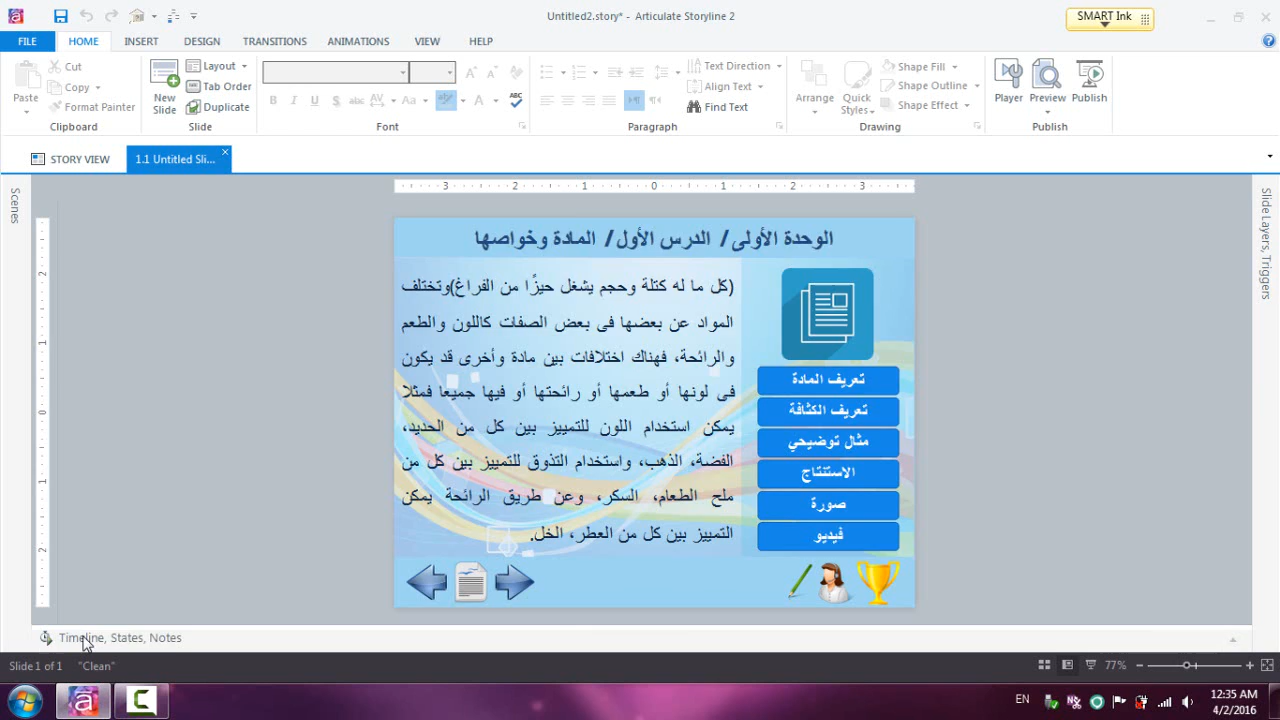 Untitled2.story* - Articulate Storyline 2
SMART Ink
FILE
HOME
INSERT
DESIGN
TRANSITIONS
ANIMATIONS
VIEW
HELP
Paste
Cut
Copy
Format Painter
Clipboard
New Slide
Layout
Tab Order
Duplicate
Slide
Font
Text Direction
Align Text
Find Text
Paragraph
Arrange
Quick Styles
Shape Fill
Shape Outline
Shape Effect
Drawing
Player
Preview
Publish
Publish
STORY VIEW
1.1 Untitled Sli...
Scenes
Slide Layers, Triggers
الوحدة الأولى/ الدرس الأول/ المادة وخواصها
(كل ما له كتلة وحجم يشغل حيزًا من الفراغ)وتختلف
المواد عن بعضها فى بعض الصفات كاللون والطعم
والرائحة، فهناك اختلافات بين مادة وأخرى قد يكون
فى لونها أو طعمها أو رائحتها أو فيها جميعا فمثلا
يمكن استخدام اللون للتمييز بين كل من الحديد،
الفضة، الذهب، واستخدام التذوق للتمييز بين كل من
ملح الطعام، السكر، وعن طريق الرائحة يمكن
التمييز بين كل من العطر، الخل.
تعريف المادة
تعريف الكثافة
مثال توضيحي
الاستنتاج
صورة
فيديو
Timeline, States, Notes
Slide 1 of 1 "Clean"
77%
EN
12:35 AM
4/2/2016